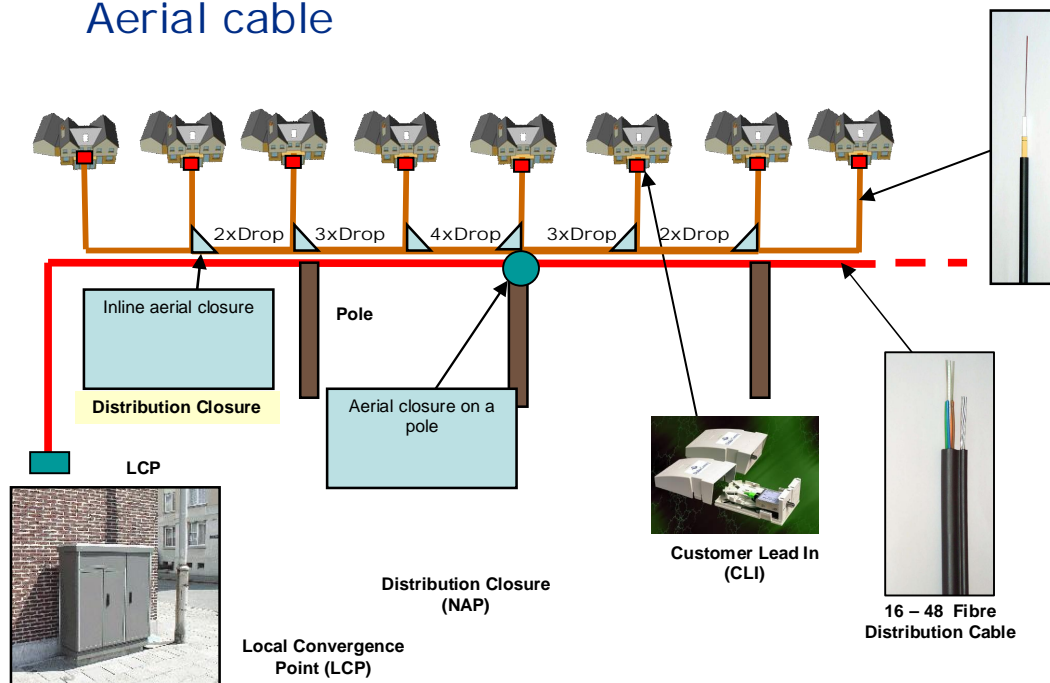 Aerial cable
2xDrop 3xDrop 4xDrop 3xDrop 2xDrop
Inline aerial closure
Pole
Distribution Closure
Aerial closure on a
pole
LCP
Customer Lead In
(CLI)
Distribution Closure
(NAP)
16 – 48 Fibre
Distribution Cable
Local Convergence
Point (LCP)